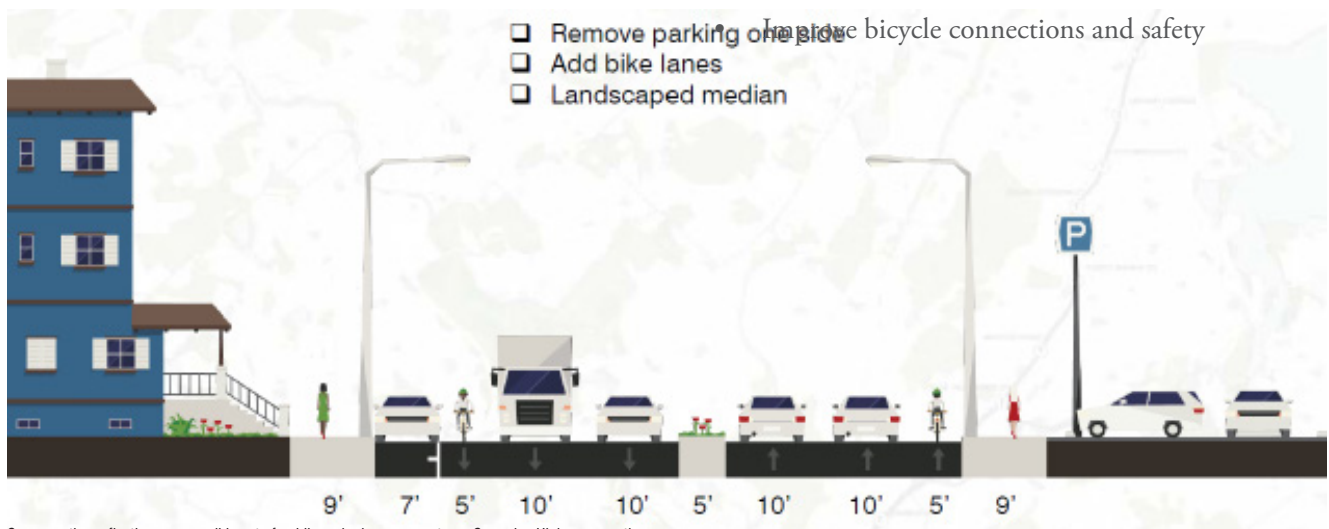 Remove parking one side
• Improve bicycle connections and safety
Add bike lanes
Landscaped median
P
9' 7' 5' 10' 10' 5' 10' 10' 5' 9'